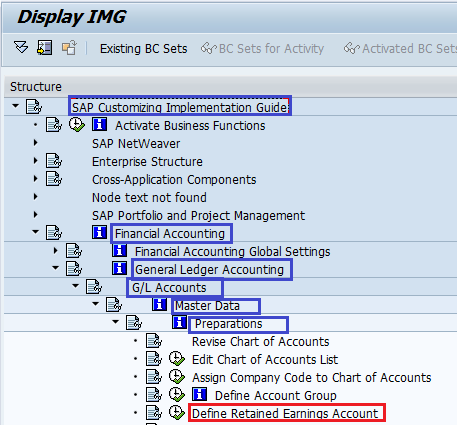 Display IMG
Existing BC Sets BC Sets for Activity Activated BC Sets
Structure
SAP Customizing Implementation Guide
Activate Business Functions
SAP NetWeaver
Enterprise Structure
Cross-Application Components
Node text not found
SAP Portfolio and Project Management
Financial Accounting
Financial Accounting Global Settings
General Ledger Accounting
G/L Accounts
Master Data
Preparations
Revise Chart of Accounts
Edit Chart of Accounts List
Assign Company Code to Chart of Accounts
Define Account Group
Define Retained Earnings Account